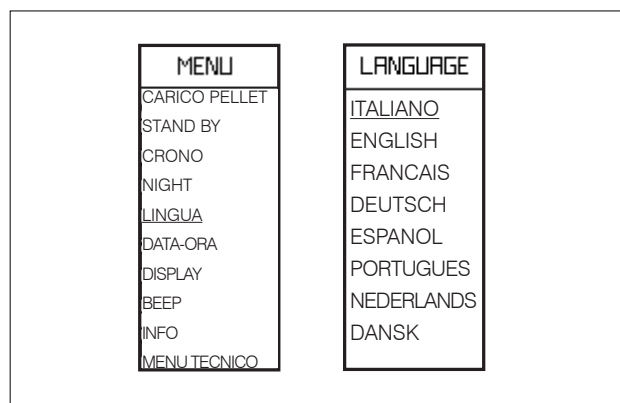 MENU
CARICO PELLET
STAND BY
CRONO
NIGHT
LINGUA
DATA-ORA
DISPLAY
BEEP
INFO
MENU TECNICO
LANGUAGE
ITALIANO
ENGLISH
FRANCAIS
DEUTSCH
ESPANOL
PORTUGUES
NEDERLANDS
DANSK